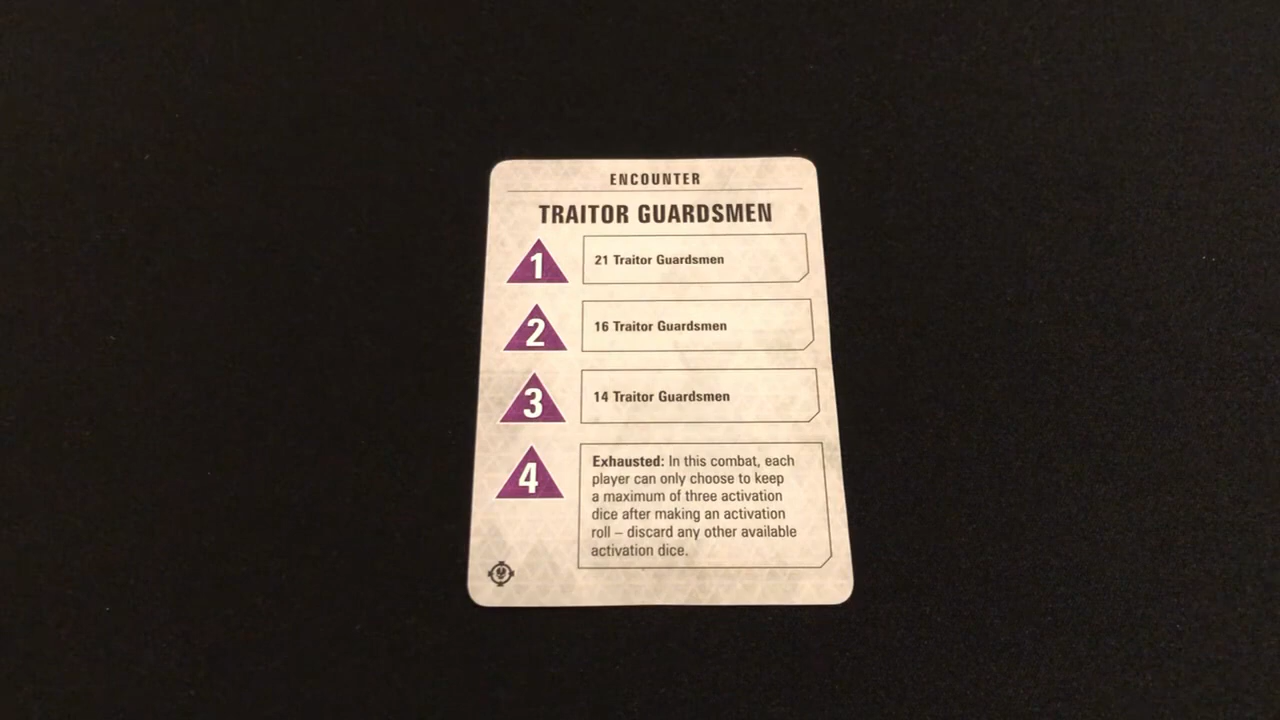 ENCOUNTER
TRAITOR GUARDSMEN
1
21 Traitor Guardsmen
2
16 Traitor Guardsmen
3
14 Traitor Guardsmen
4
Exhausted: In this combat, each
player can only choose to keep
a maximum of three activation
dice after making an activation
roll – discard any other available
activation dice.